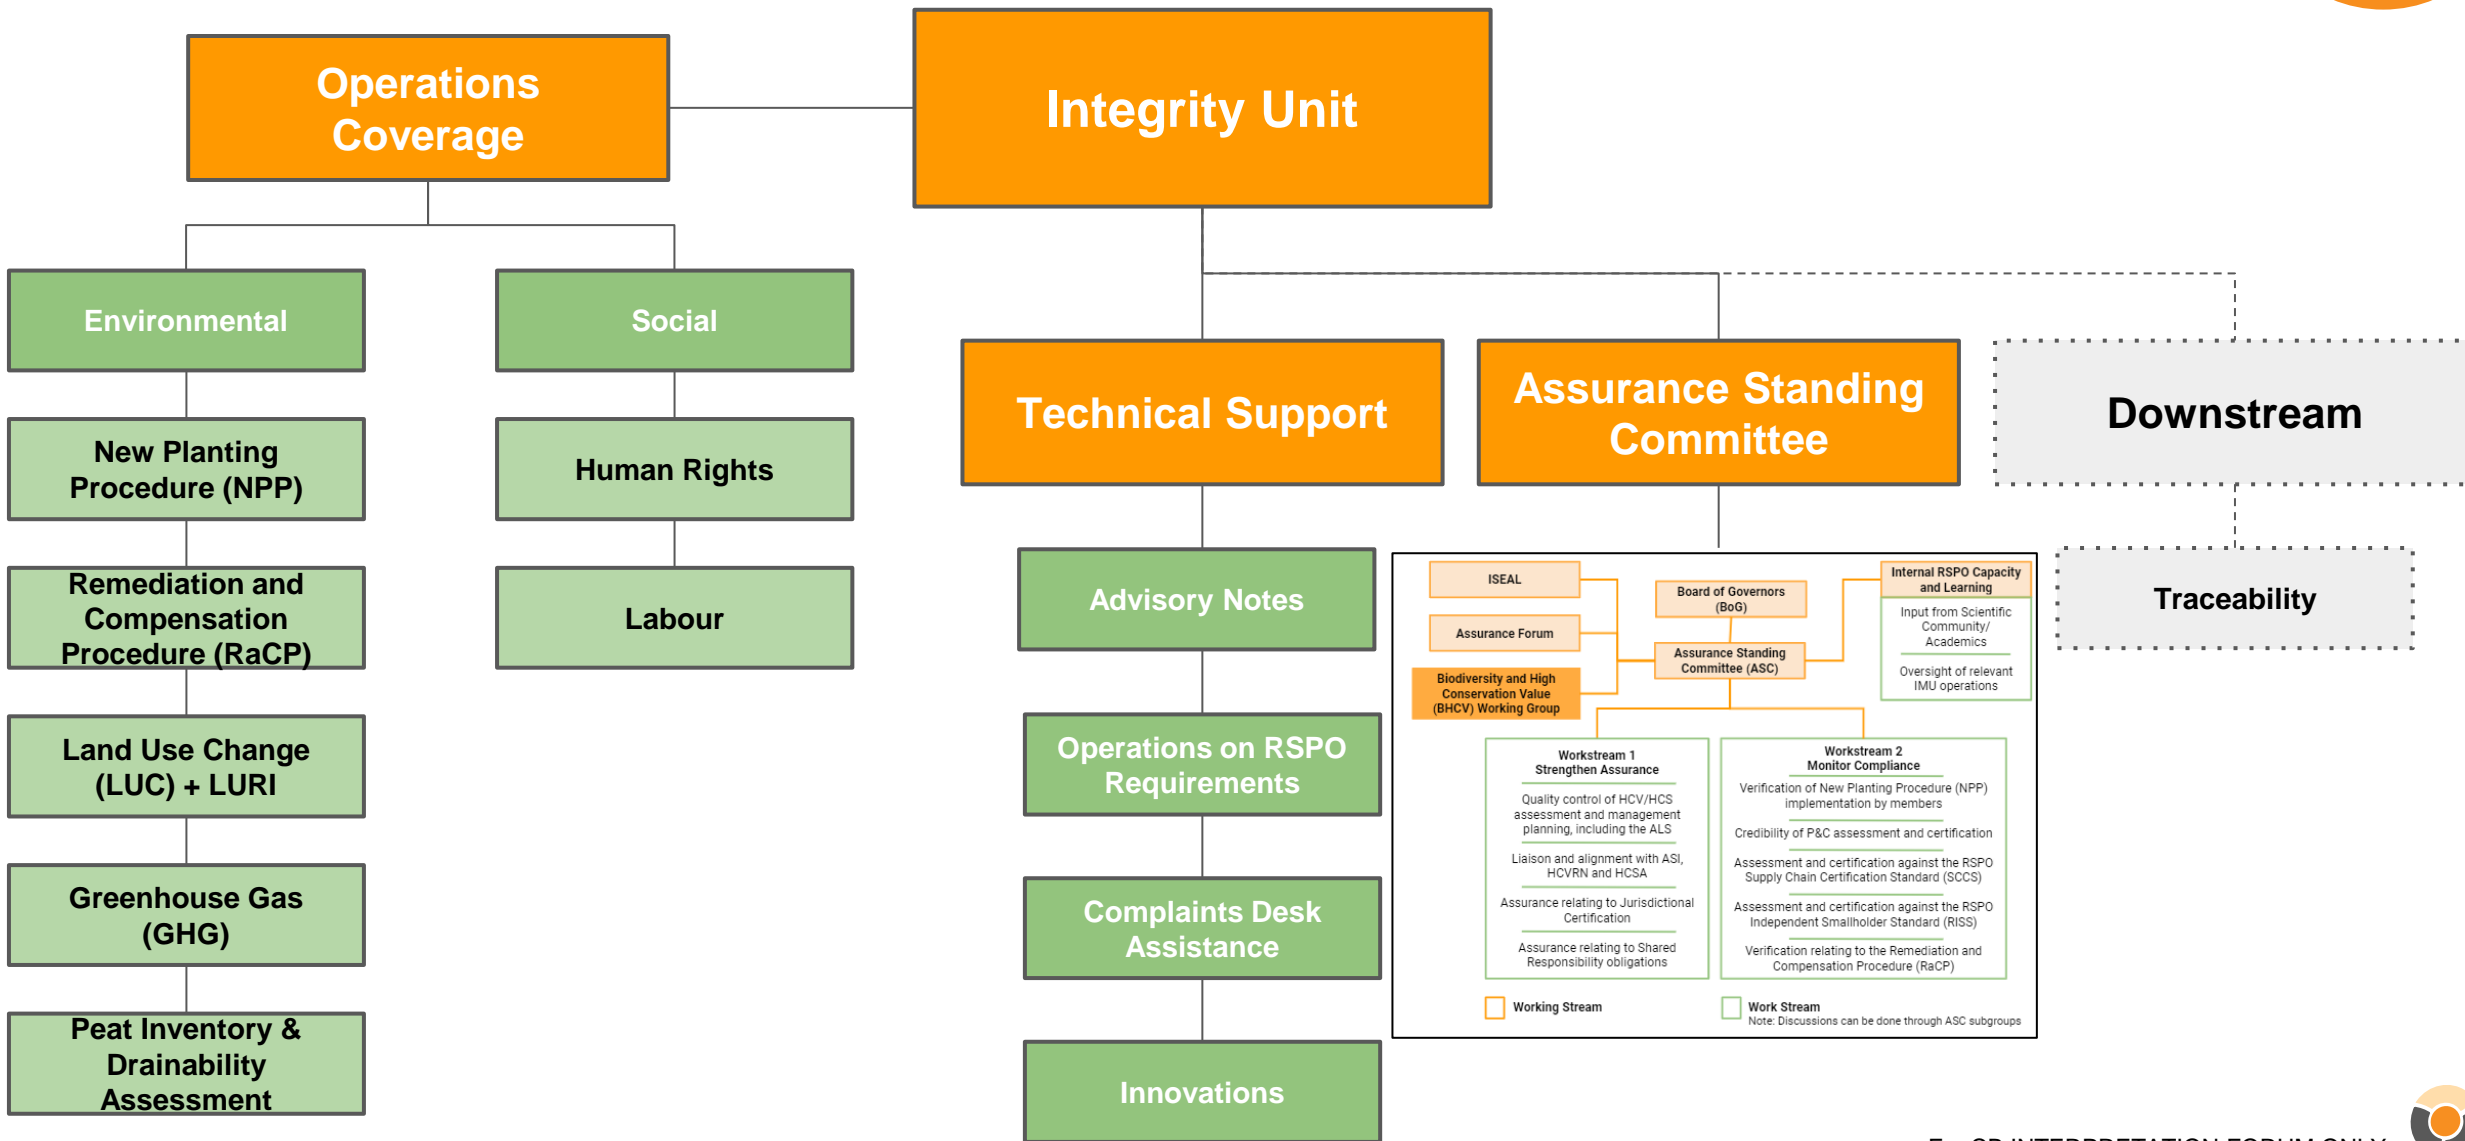 Operations
Coverage
Integrity Unit
Environmental
Social
New Planting
Procedure (NPP)
Human Rights
Remediation and
Compensation
Procedure (RaCP)
Labour
Land Use Change
(LUC) + LURI
Greenhouse Gas
(GHG)
Peat Inventory &
Drainability
Assessment
Technical Support
Assurance Standing
Committee
Downstream
Advisory Notes
Operations on RSPO
Requirements
Complaints Desk
Assistance
Innovations
Traceability
ISEAL
Assurance Forum
Biodiversity and High
Conservation Value
(BHCV) Working Group
Board of Governors
(BoG)
Assurance Standing
Committee (ASC)
Internal RSPO Capacity
and Learning
Input from Scientific
Community/
Academics
Oversight of relevant
IMU operations
Workstream 1
Strengthen Assurance
Quality control of HCV/HCS
assessment and management
planning, including the ALS
Liaison and alignment with ASI,
HCVRN and HCSA
Assurance relating to Jurisdictional
Certification
Assurance relating to Shared
Responsibility obligations
Workstream 2
Monitor Compliance
Verification of New Planting Procedure (NPP)
implementation by members
Credibility of P&C assessment and certification
Assessment and certification against the RSPO
Supply Chain Certification Standard (SCCS)
Assessment and certification against the RSPO
Independent Smallholder Standard (RISS)
Verification relating to the Remediation and
Compensation Procedure (RaCP)
Working Stream
Work Stream
Note: Discussions can be done through ASC subgroups
INTERPRETATION FORUM ONLY